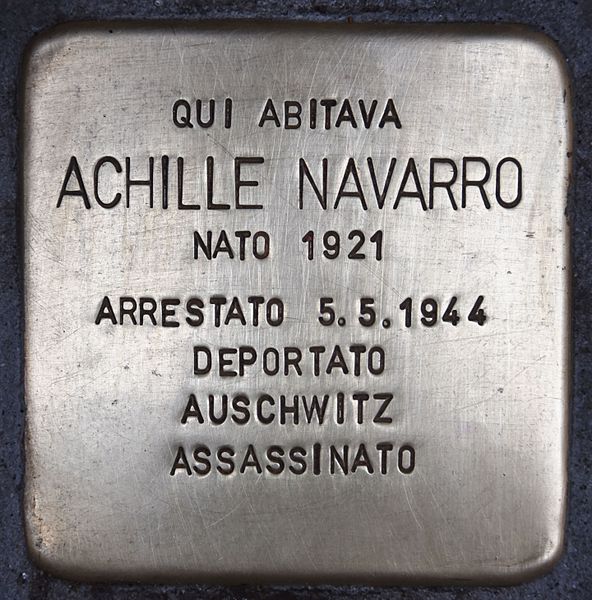 QUI ABITAVA
ACHILLE NAVARRO
NATO 1921
ARRESTATO 5.5.1944
DEPORTATO
AUSCHWITZ
ASSASSINATO